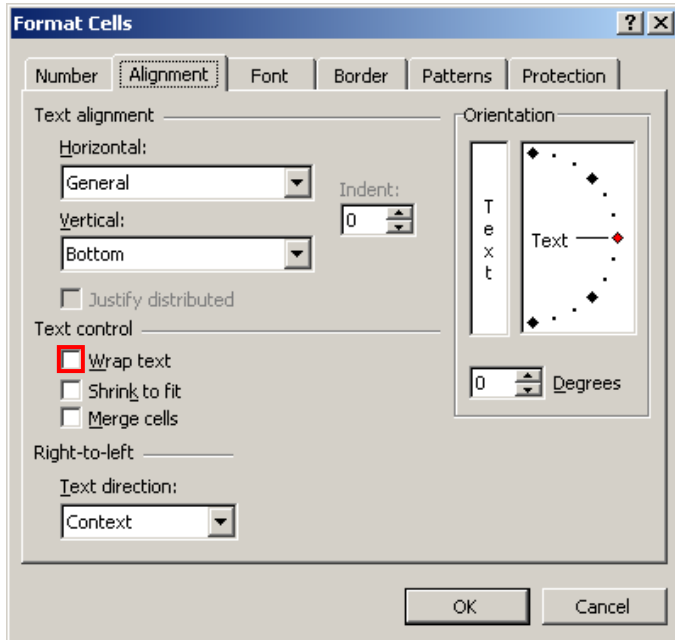 Format Cells
Number Alignment Font Border Patterns Protection
Text alignment
Horizontal:
General
Indent:
0
Vertical:
Bottom
Justify distributed
Text control
Wrap text
Shrink to fit
Merge cells
Right-to-left
Text direction:
Context
Orientation
T
e
x
t
Text
0 Degrees
OK Cancel